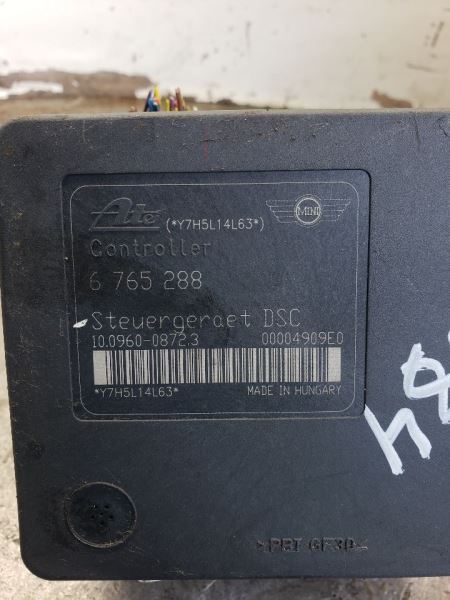 Ate (*Y7H5L14L63*) MINI
Controller
6 765 288
Steuergeraet DSC
10.0960-0872.3 00004909E0
*Y7H5L14L63* MADE IN HUNGARY
>PBT GF30<